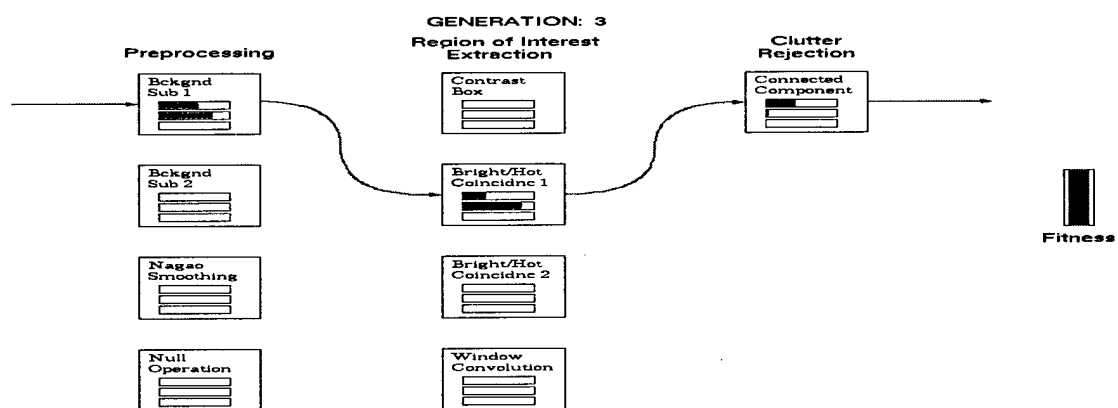 GENERATION: 3
Preprocessing
Region of Interest
Extraction
Clutter
Rejection
Bckgnd
Sub 1
Contrast
Box
Connected
Component
Bckgnd
Sub 2
Bright/Hot
Coincidnc 1
Fitness
Nagao
Smoothing
Bright/Hot
Coincidnc 2
Null
Operation
Window
Convolution